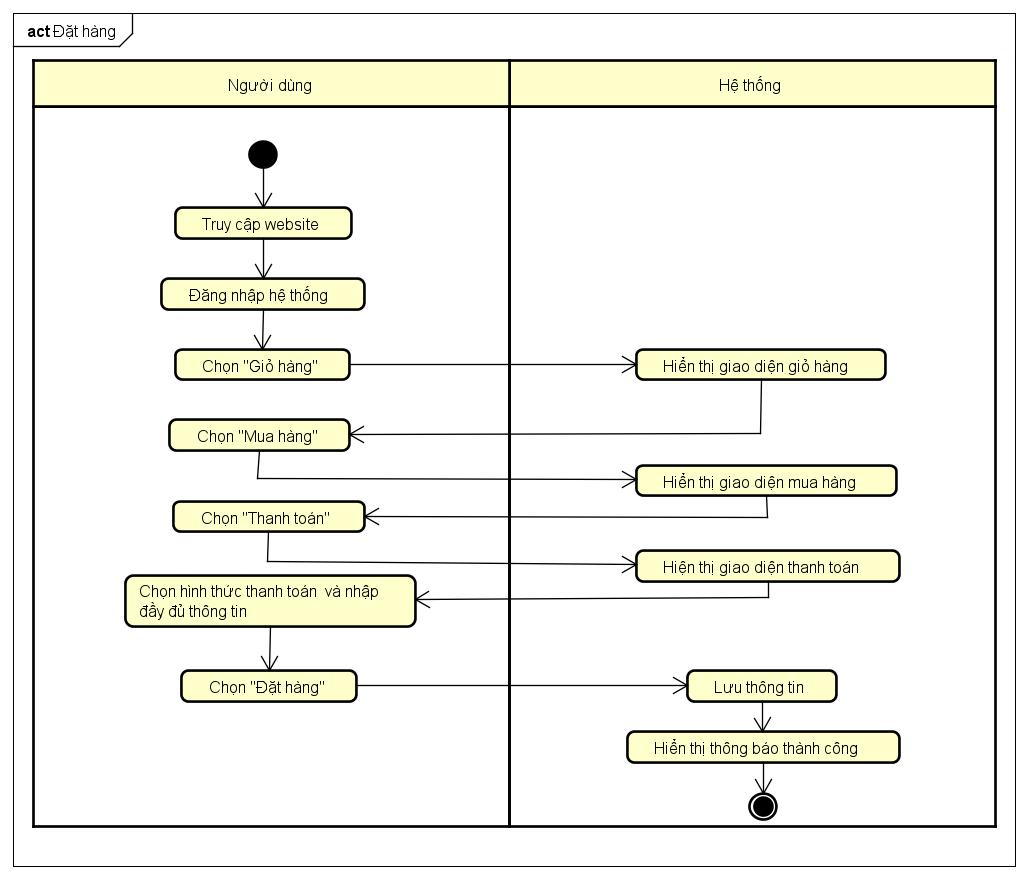 act Đặt hàng
Người dùng
Hệ thống
Truy cập website
Đăng nhập hệ thống
Chọn "Giỏ hàng"
Hiển thị giao diện giỏ hàng
Chọn "Mua hàng"
Hiển thị giao diện mua hàng
Chọn "Thanh toán"
Hiện thị giao diện thanh toán
Chọn hình thức thanh toán và nhập
đầy đủ thông tin
Chọn "Đặt hàng"
Lưu thông tin
Hiển thị thông báo thành công